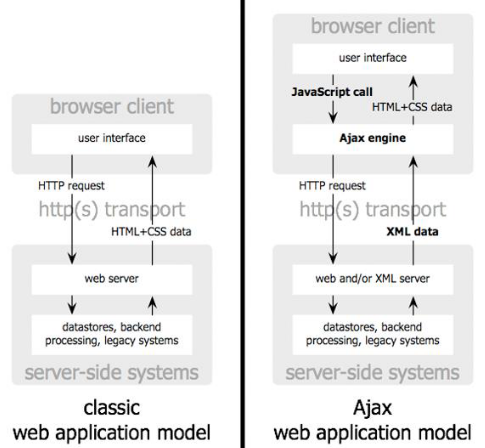 browser client
user interface
HTTP request
http(s) transport
HTML+CSS data
web server
datastores, backend
processing, legacy systems
server-side systems
classic
web application model
browser client
user interface
JavaScript call
HTML+CSS data
Ajax engine
HTTP request
http(s) transport
XML data
web and/or XML server
datastores, backend
processing, legacy systems
server-side systems
Ajax
web application model